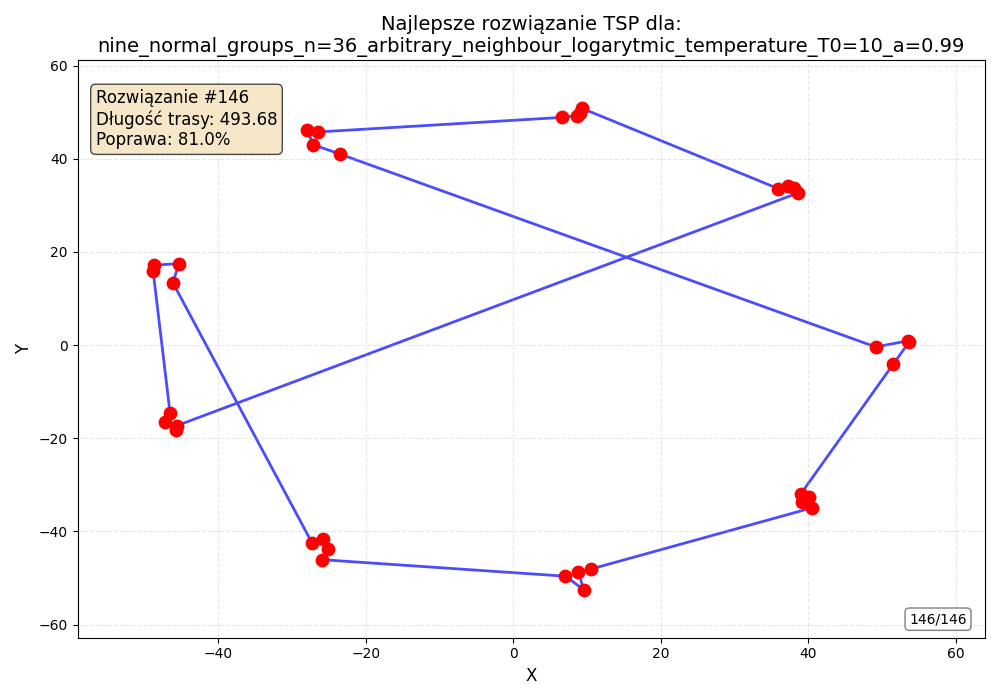 Najlepsze rozwiązanie TSP dla:
nine_normal_groups_n=36_arbitrary_neighbour_logarytmic_temperature_T0=10_a=0.99
Rozwiązanie #146
Długość trasy: 493.68
Poprawa: 81.0%
60
40
20
0
−20
−40
−60
Y
146/146
−40
−20
0
20
40
60
X